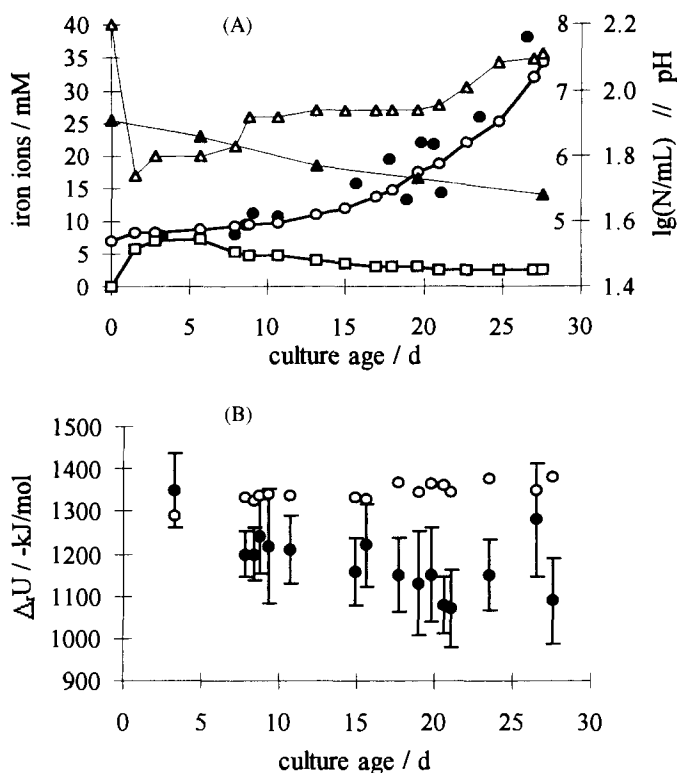 (A)
40
35
30
25
20
15
10
5
0
iron ions / mM
8
7
6
5
lg(N/mL) // pH
2.2
2.0
1.8
1.6
1.4
0 5 10 15 20 25 30
culture age / d
(B)
1500
1400
1300
1200
1100
1000
900
ΔrU / -kJ/mol
0 5 10 15 20 25 30
culture age / d